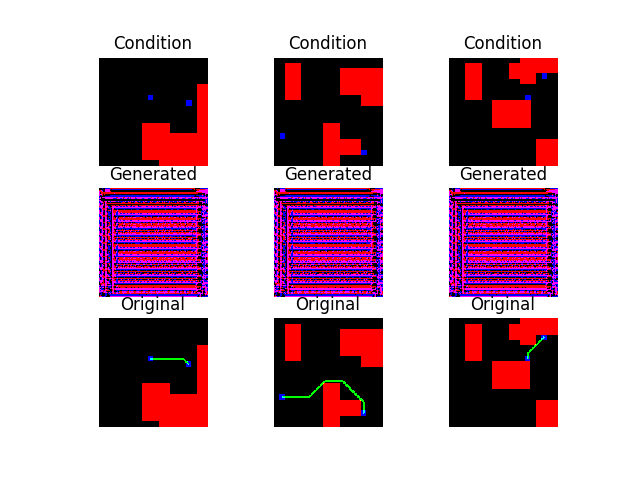 Condition Condition Condition
Generated Generated Generated
Original Original Original